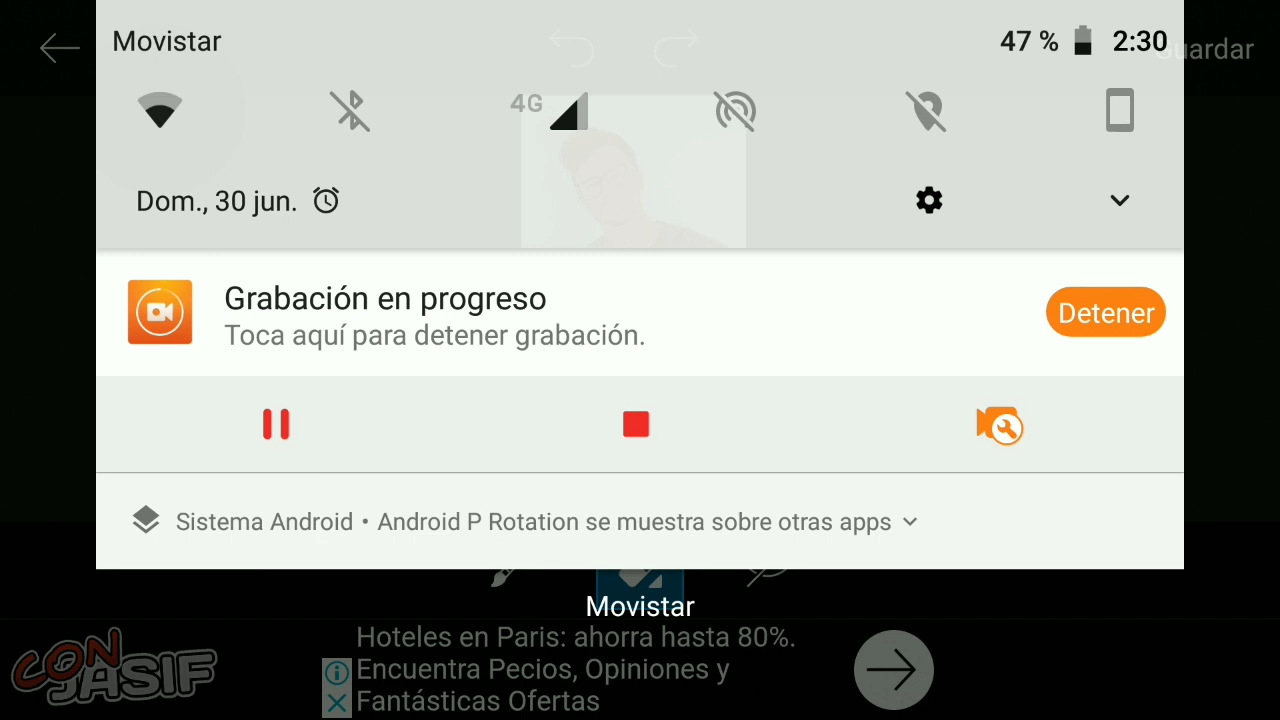 Movistar
47 %
2:30
Guardar
4G
Dom., 30 jun.
Grabación en progreso
Toca aquí para detener grabación.
Detener
Sistema Android • Android P Rotation se muestra sobre otras apps
Movistar
CON JASIF
Hoteles en Paris: ahorra hasta 80%.
Encuentra Pecios, Opiniones y
Fantásticas Ofertas